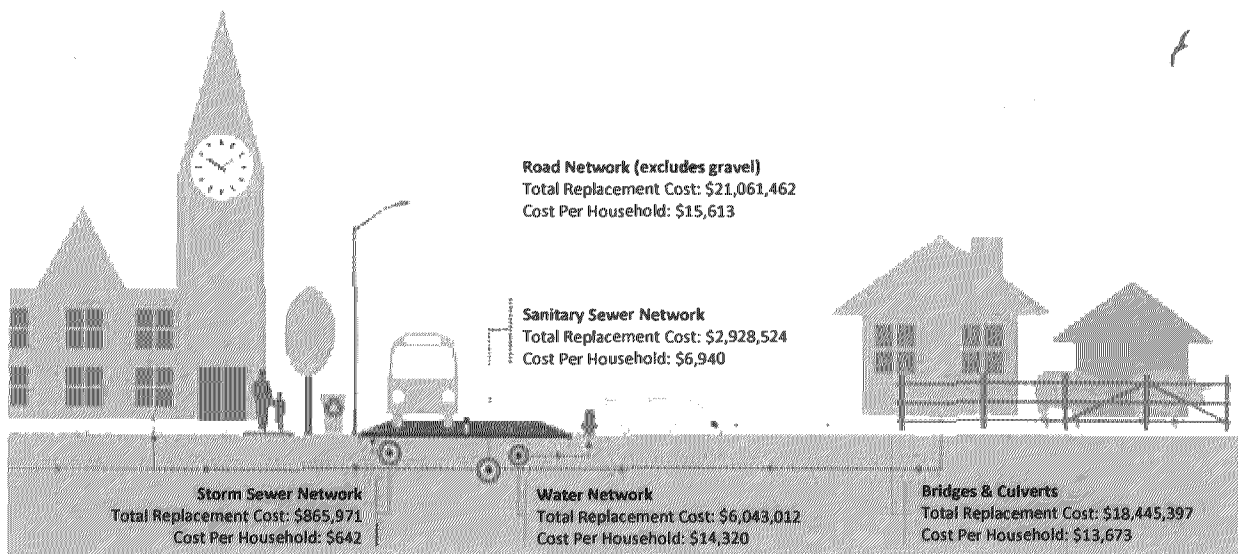 Road Network (excludes gravel)
Total Replacement Cost: $21,061,462
Cost Per Household: $15,613
Sanitary Sewer Network
Total Replacement Cost: $2,928,524
Cost Per Household: $6,940
Storm Sewer Network
Total Replacement Cost: $865,971
Cost Per Household: $642
Water Network
Total Replacement Cost: $6,043,012
Cost Per Household: $14,320
Bridges & Culverts
Total Replacement Cost: $18,445,397
Cost Per Household: $13,673